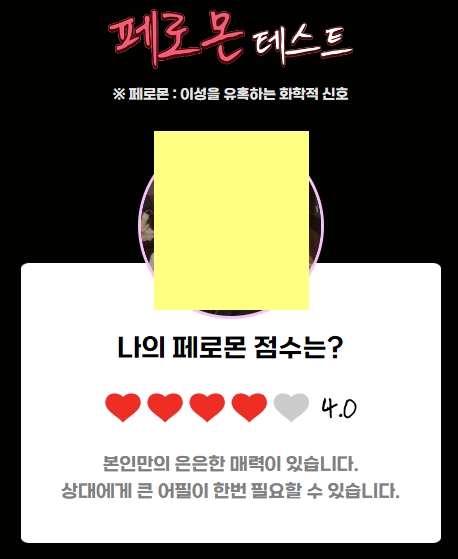 페로몬 테스트
※ 페로몬 : 이성을 유혹하는 화학적 신호
나의 페로몬 점수는?
4.0
본인만의 은은한 매력이 있습니다.
상대에게 큰 어필이 한번 필요할 수 있습니다.